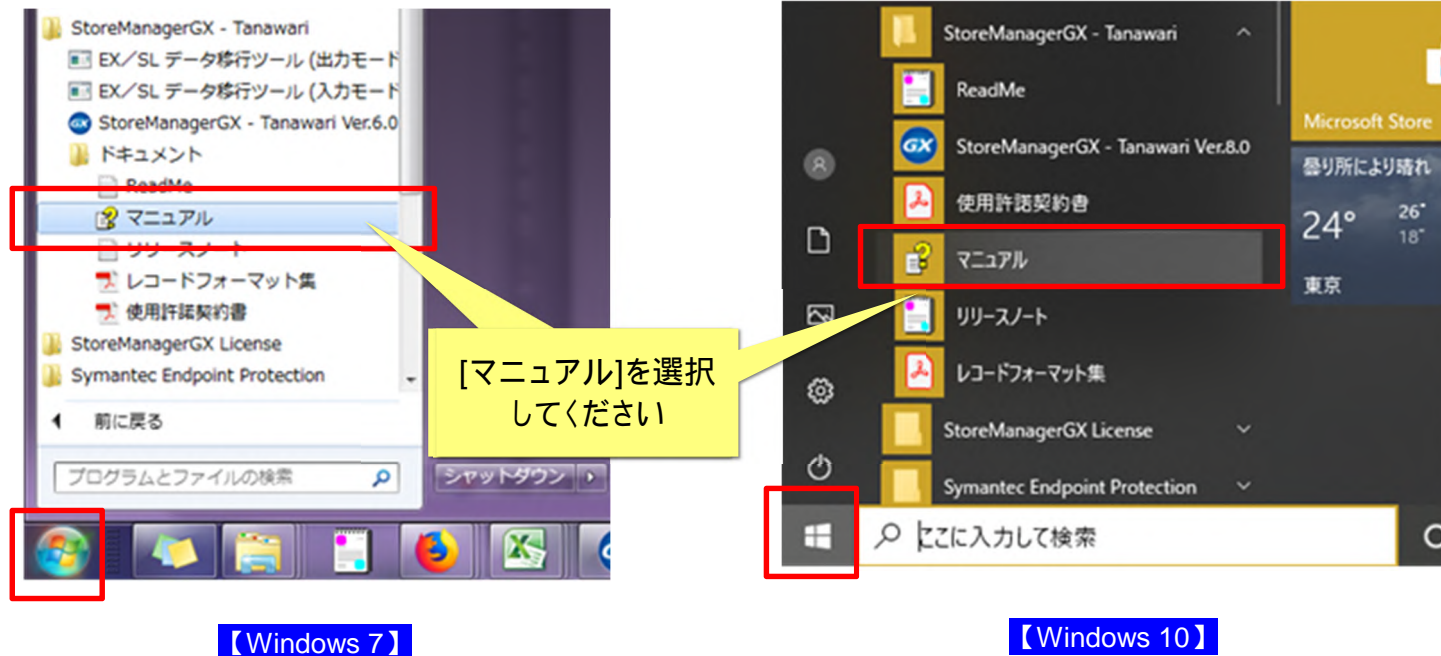 StoreManagerGX - Tanawari
EX／SL データ移行ツール (出力モード
EX／SL データ移行ツール (入力モード
StoreManagerGX - Tanawari Ver.6.0
ドキュメント
ReadMe
マニュアル
リリースノート
レコードフォーマット集
使用許諾契約書
StoreManagerGX License
Symantec Endpoint Protection
前に戻る
プログラムとファイルの検索
シャットダウン
【Windows 7】
[マニュアル]を選択
してください
StoreManagerGX - Tanawari
ReadMe
GX
StoreManagerGX - Tanawari Ver.8.0
使用許諾契約書
マニュアル
リリースノート
レコードフォーマット集
StoreManagerGX License
Symantec Endpoint Protection
ここに入力して検索
Microsoft Store
曇り所により晴れ
24°
26°
18°
東京
【Windows 10】